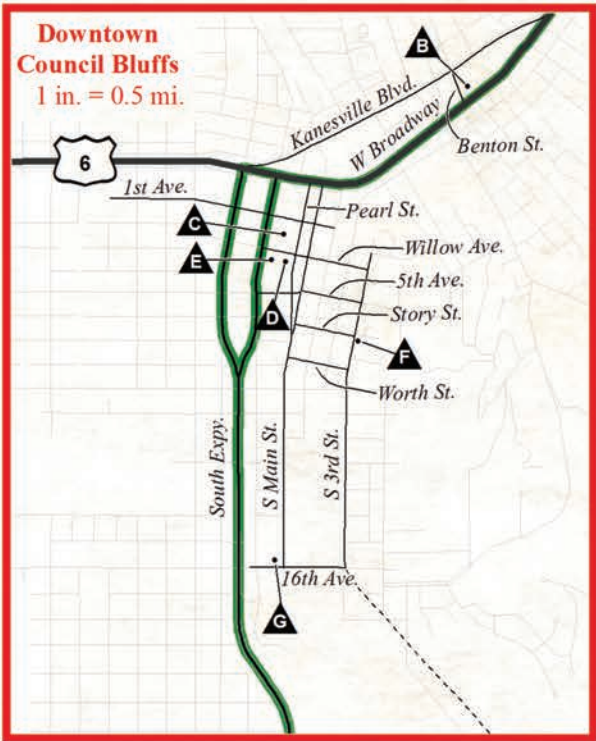 Downtown
Council Bluffs
1 in. = 0.5 mi.
B
Kanesville Blvd.
W Broadway
Benton St.
6
1st Ave.
Pearl St.
C
Willow Ave.
E
5th Ave.
D
Story St.
F
Worth St.
South Expy.
S Main St.
S 3rd St.
16th Ave.
G